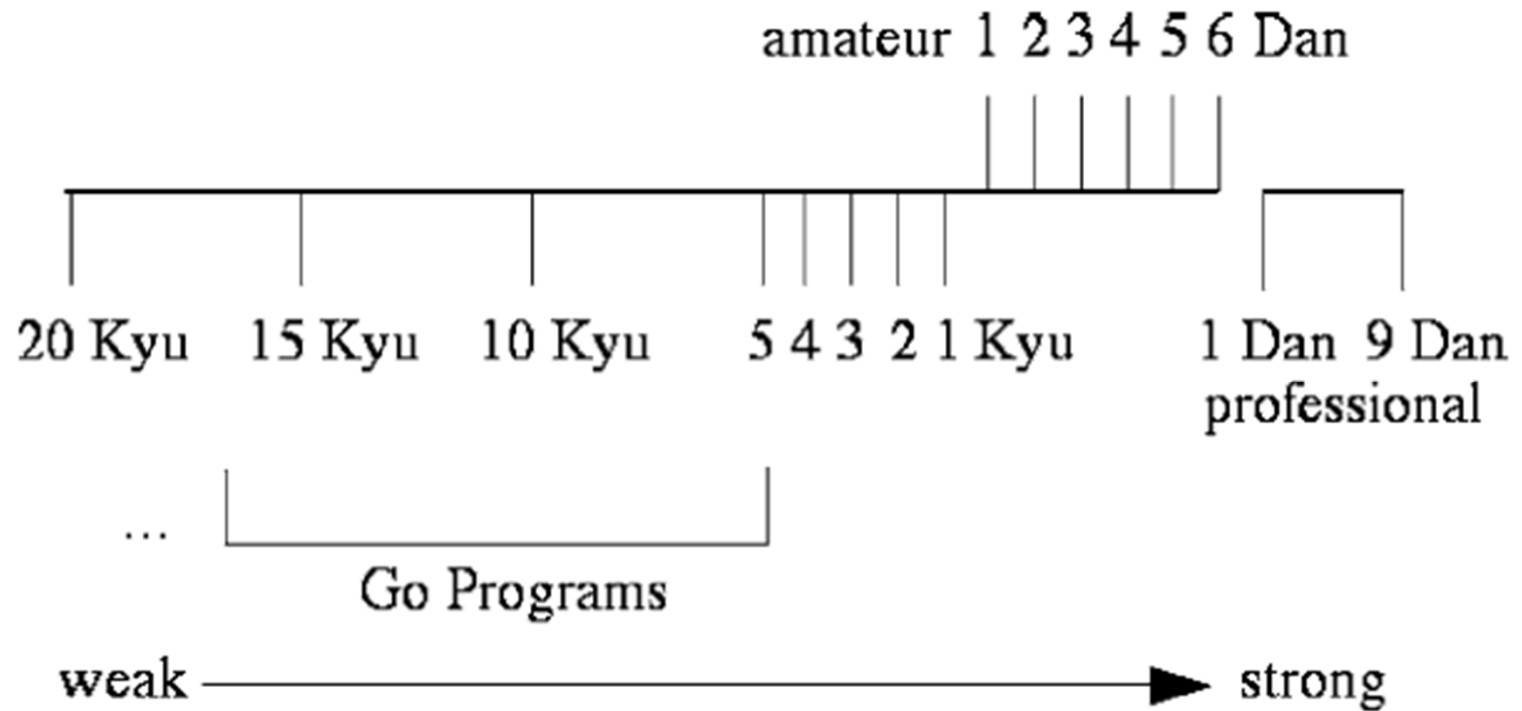 amateur 1 2 3 4 5 6 Dan
20 Kyu 15 Kyu 10 Kyu 5 4 3 2 1 Kyu 1 Dan 9 Dan
professional
...
Go Programs
weak strong